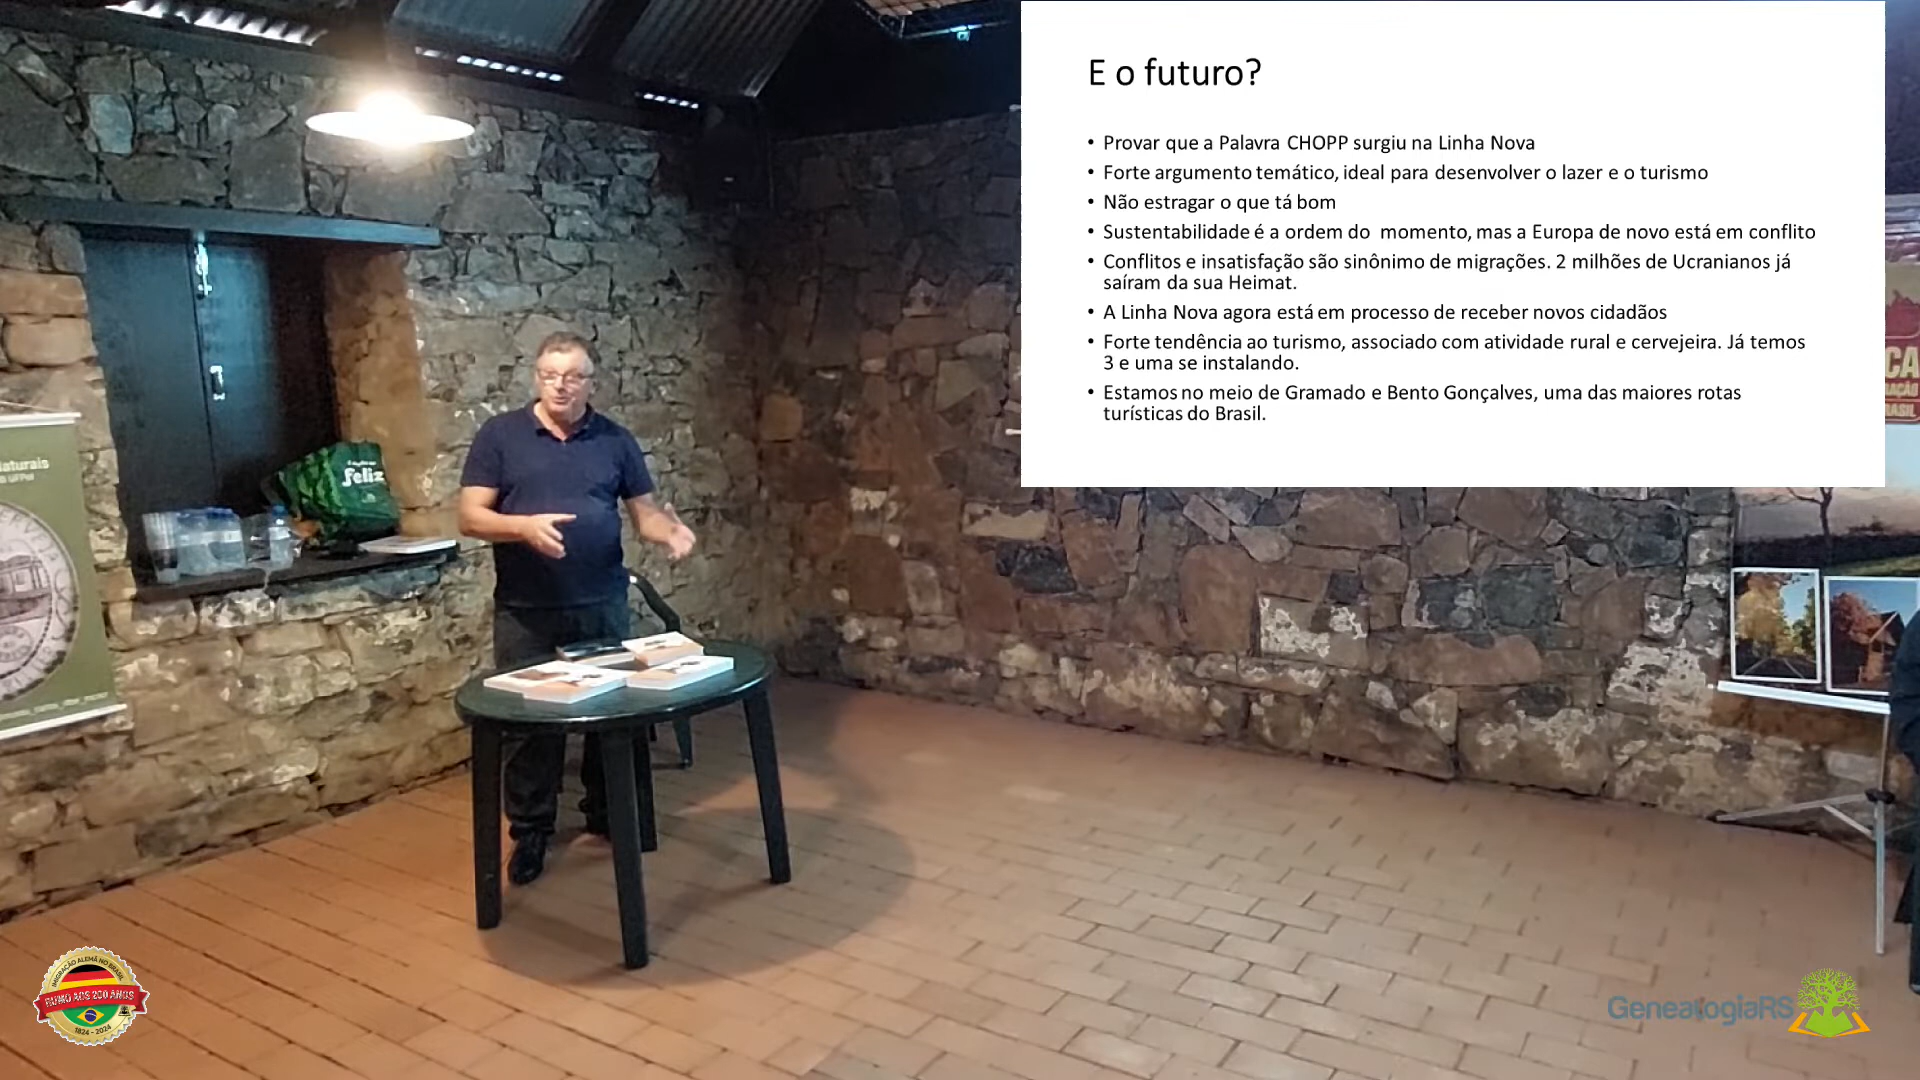 E o futuro?
• Provar que a Palavra CHOPP surgiu na Linha Nova
• Forte argumento temático, ideal para desenvolver o lazer e o turismo
• Não estragar o que tá bom
• Sustentabilidade é a ordem do momento, mas a Europa de novo está em conflito
• Conflitos e insatisfação são sinônimo de migrações. 2 milhões de Ucranianos já
saíram da sua Heimat.
• A Linha Nova agora está em processo de receber novos cidadãos
• Forte tendência ao turismo, associado com atividade rural e cervejeira. Já temos
3 e uma se instalando.
• Estamos no meio de Gramado e Bento Gonçalves, uma das maiores rotas
turísticas do Brasil.
feliz
IMIGRAÇÃO ALEMÃ NO BRASIL
RUMO AOS 200 ANOS
1824 - 2024
GenealogiaRS